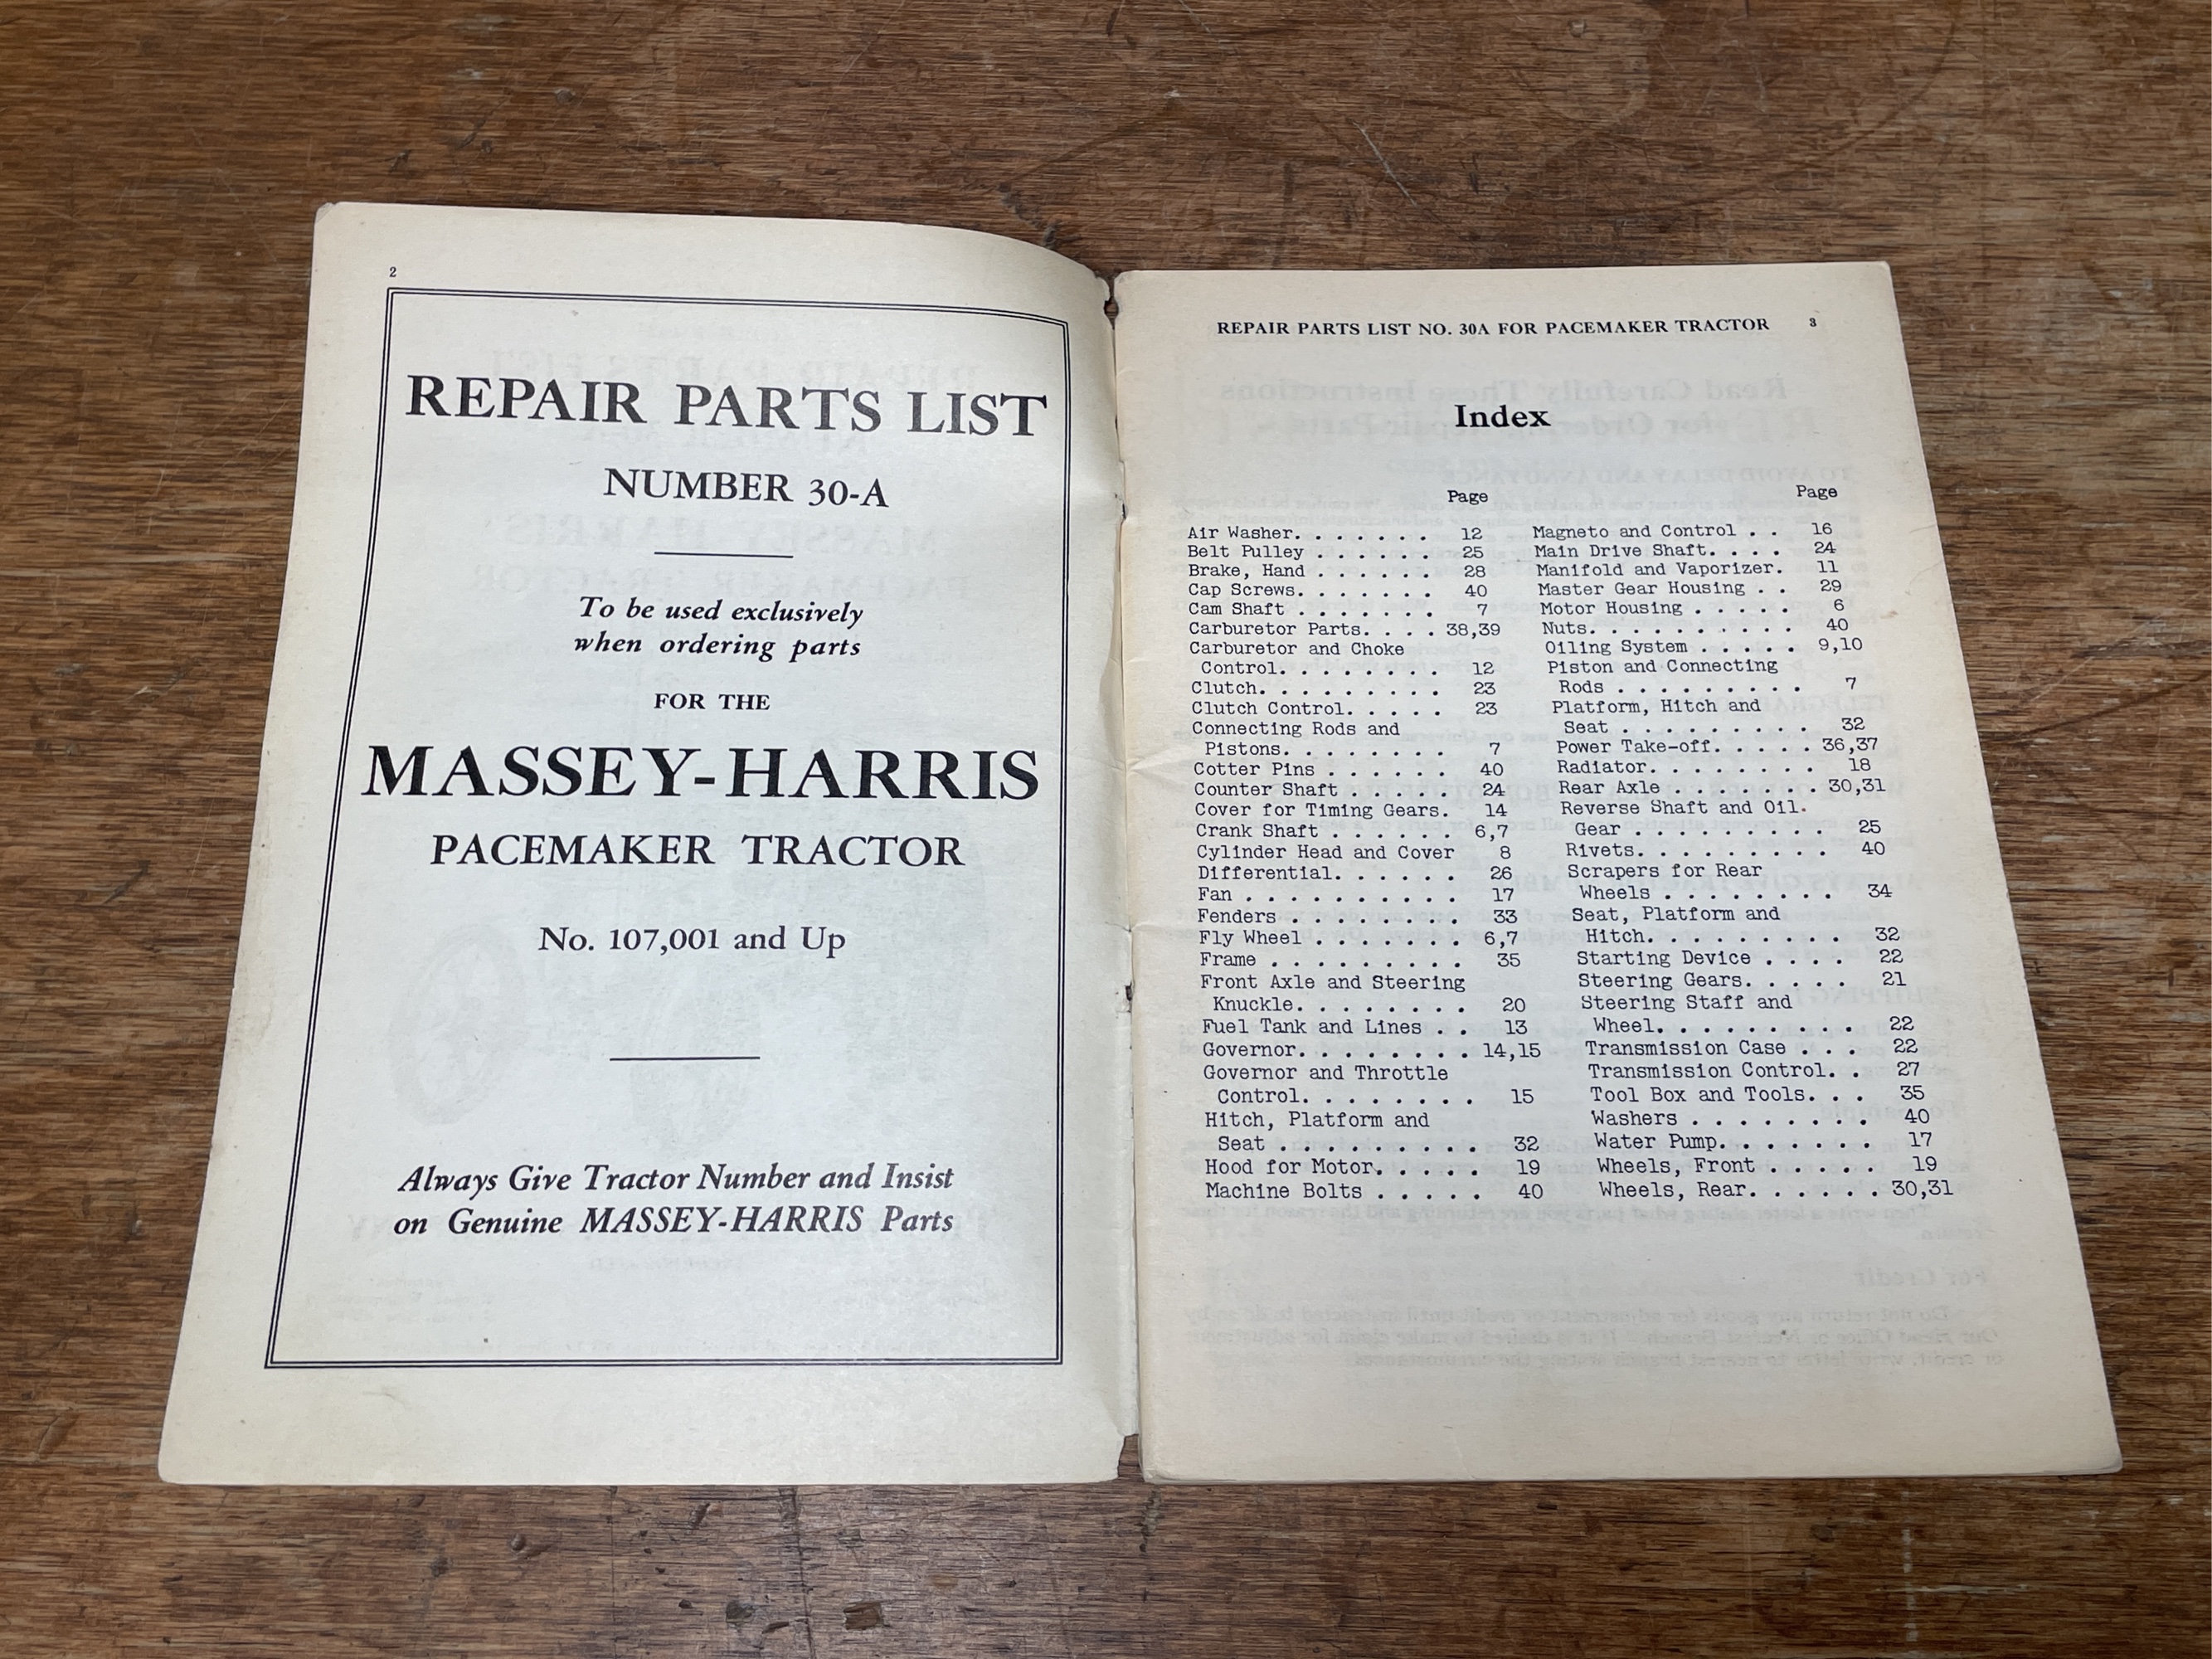 2
REPAIR PARTS LIST
NUMBER 30-A
To be used exclusively
when ordering parts
FOR THE
MASSEY-HARRIS
PACEMAKER TRACTOR
No. 107,001 and Up
Always Give Tractor Number and Insist
on Genuine MASSEY-HARRIS Parts
REPAIR PARTS LIST NO. 30A FOR PACEMAKER TRACTOR 3
Index
Page
Air Washer. . . . . . . 12
Belt Pulley . . . . . . 25
Brake, Hand . . . . . . 28
Cap Screws. . . . . . . 40
Cam Shaft . . . . . . . 7
Carburetor Parts. . . . 38,39
Carburetor and Choke
Control. . . . . . . . 12
Clutch. . . . . . . . . 23
Clutch Control. . . . . 23
Connecting Rods and
Pistons. . . . . . . . 7
Cotter Pins . . . . . . 40
Counter Shaft . . . . . 24
Cover for Timing Gears. 14
Crank Shaft . . . . . . 6,7
Cylinder Head and Cover 8
Differential. . . . . . 26
Fan . . . . . . . . . . 17
Fenders . . . . . . . . 33
Fly Wheel . . . . . . . 6,7
Frame . . . . . . . . . 35
Front Axle and Steering
Knuckle. . . . . . . . 20
Fuel Tank and Lines . . 13
Governor. . . . . . . . 14,15
Governor and Throttle
Control. . . . . . . . 15
Hitch, Platform and
Seat . . . . . . . . . 32
Hood for Motor. . . . . 19
Machine Bolts . . . . . 40
Page
Magneto and Control . . 16
Main Drive Shaft. . . . 24
Manifold and Vaporizer. 11
Master Gear Housing . . 29
Motor Housing . . . . . 6
Nuts. . . . . . . . . . 40
Oiling System . . . . . 9,10
Piston and Connecting
Rods . . . . . . . . . 7
Platform, Hitch and
Seat . . . . . . . . . 32
Power Take-off. . . . . 36,37
Radiator. . . . . . . . 18
Rear Axle . . . . . . . 30,31
Reverse Shaft and Oil.
Gear . . . . . . . . . 25
Rivets. . . . . . . . . 40
Scrapers for Rear
Wheels . . . . . . . . 34
Seat, Platform and
Hitch. . . . . . . . . 32
Starting Device . . . . 22
Steering Gears. . . . . 21
Steering Staff and
Wheel. . . . . . . . . 22
Transmission Case . . . 22
Transmission Control. . 27
Tool Box and Tools. . . 35
Washers . . . . . . . . 40
Water Pump. . . . . . . 17
Wheels, Front . . . . . 19
Wheels, Rear. . . . . . 30,31